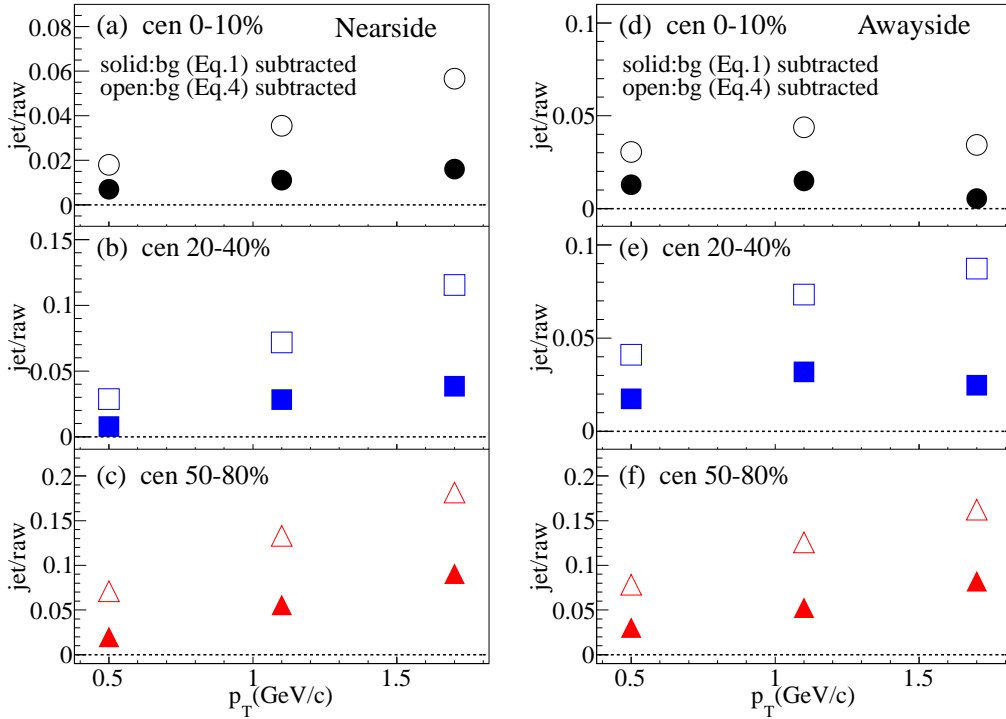 (a) cen 0-10% Nearside
solid:bg (Eq.1) subtracted
open:bg (Eq.4) subtracted
jet/raw
0.08
0.06
0.04
0.02
0
(b) cen 20-40%
jet/raw
0.15
0.1
0.05
0
(c) cen 50-80%
jet/raw
0.2
0.15
0.1
0.05
0
0.5 1 1.5
p_T(GeV/c)
(d) cen 0-10% Awayside
solid:bg (Eq.1) subtracted
open:bg (Eq.4) subtracted
jet/raw
0.1
0.05
0
(e) cen 20-40%
jet/raw
0.1
0.05
0
(f) cen 50-80%
jet/raw
0.2
0.15
0.1
0.05
0
0.5 1 1.5
p_T(GeV/c)